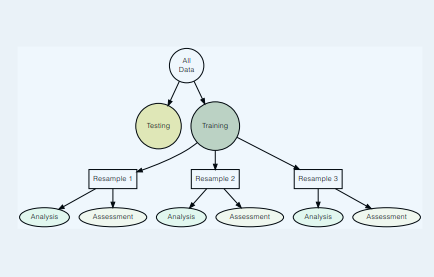 All
Data
Testing
Training
Resample 1
Resample 2
Resample 3
Analysis
Assessment
Analysis
Assessment
Analysis
Assessment